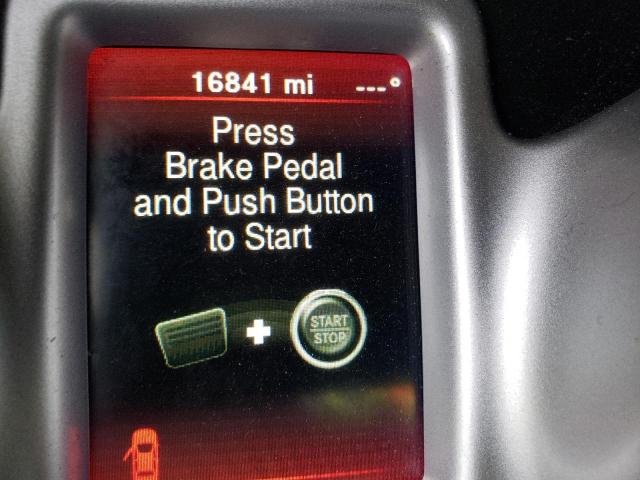 16841 mi ---°
Press
Brake Pedal
and Push Button
to Start
START
STOP